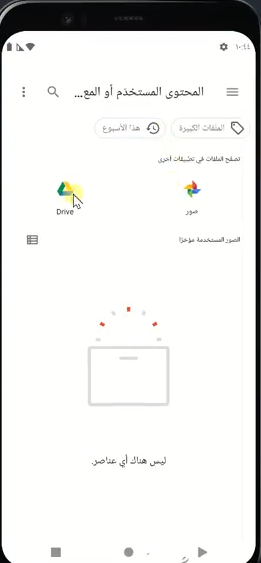 ١٠:٤٤
المحتوى المستخدَم أو المع...
الملفات الكبيرة
هذا الأسبوع
تصفح الملفات في تطبيقات أخرى
صور
Drive
الصور المستخدمة مؤخرًا
ليس هناك أي عناصر.